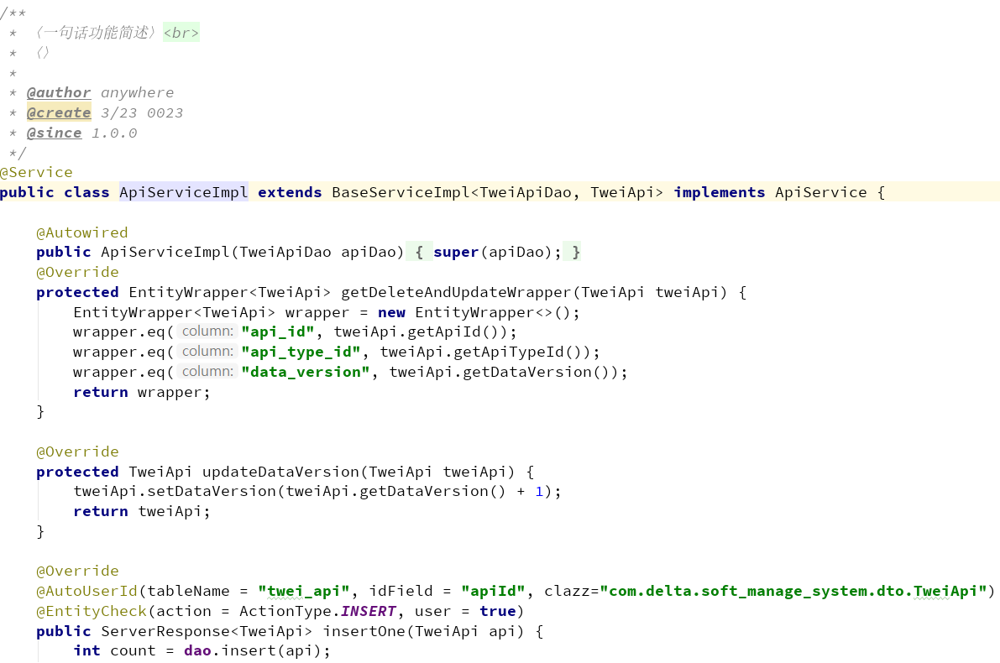 /**
 * 〈一句话功能简述〉<br>
 * 〈〉
 *
 * @author anywhere
 * @create 3/23 0023
 * @since 1.0.0
 */
@Service
public class ApiServiceImpl extends BaseServiceImpl<TweiApiDao, TweiApi> implements ApiService {
    @Autowired
    public ApiServiceImpl(TweiApiDao apiDao) { super(apiDao); }
    @Override
    protected EntityWrapper<TweiApi> getDeleteAndUpdateWrapper(TweiApi tweiApi) {
        EntityWrapper<TweiApi> wrapper = new EntityWrapper<>();
        wrapper.eq( column: "api_id", tweiApi.getApiId());
        wrapper.eq( column: "api_type_id", tweiApi.getApiTypeId());
        wrapper.eq( column: "data_version", tweiApi.getDataVersion());
        return wrapper;
    }
    @Override
    protected TweiApi updateDataVersion(TweiApi tweiApi) {
        tweiApi.setDataVersion(tweiApi.getDataVersion() + 1);
        return tweiApi;
    }
    @Override
    @AutoUserId(tableName = "twei_api", idField = "apiId", clazz="com.delta.soft_manage_system.dto.TweiApi")
    @EntityCheck(action = ActionType.INSERT, user = true)
    public ServerResponse<TweiApi> insertOne(TweiApi api) {
        int count = dao.insert(api);